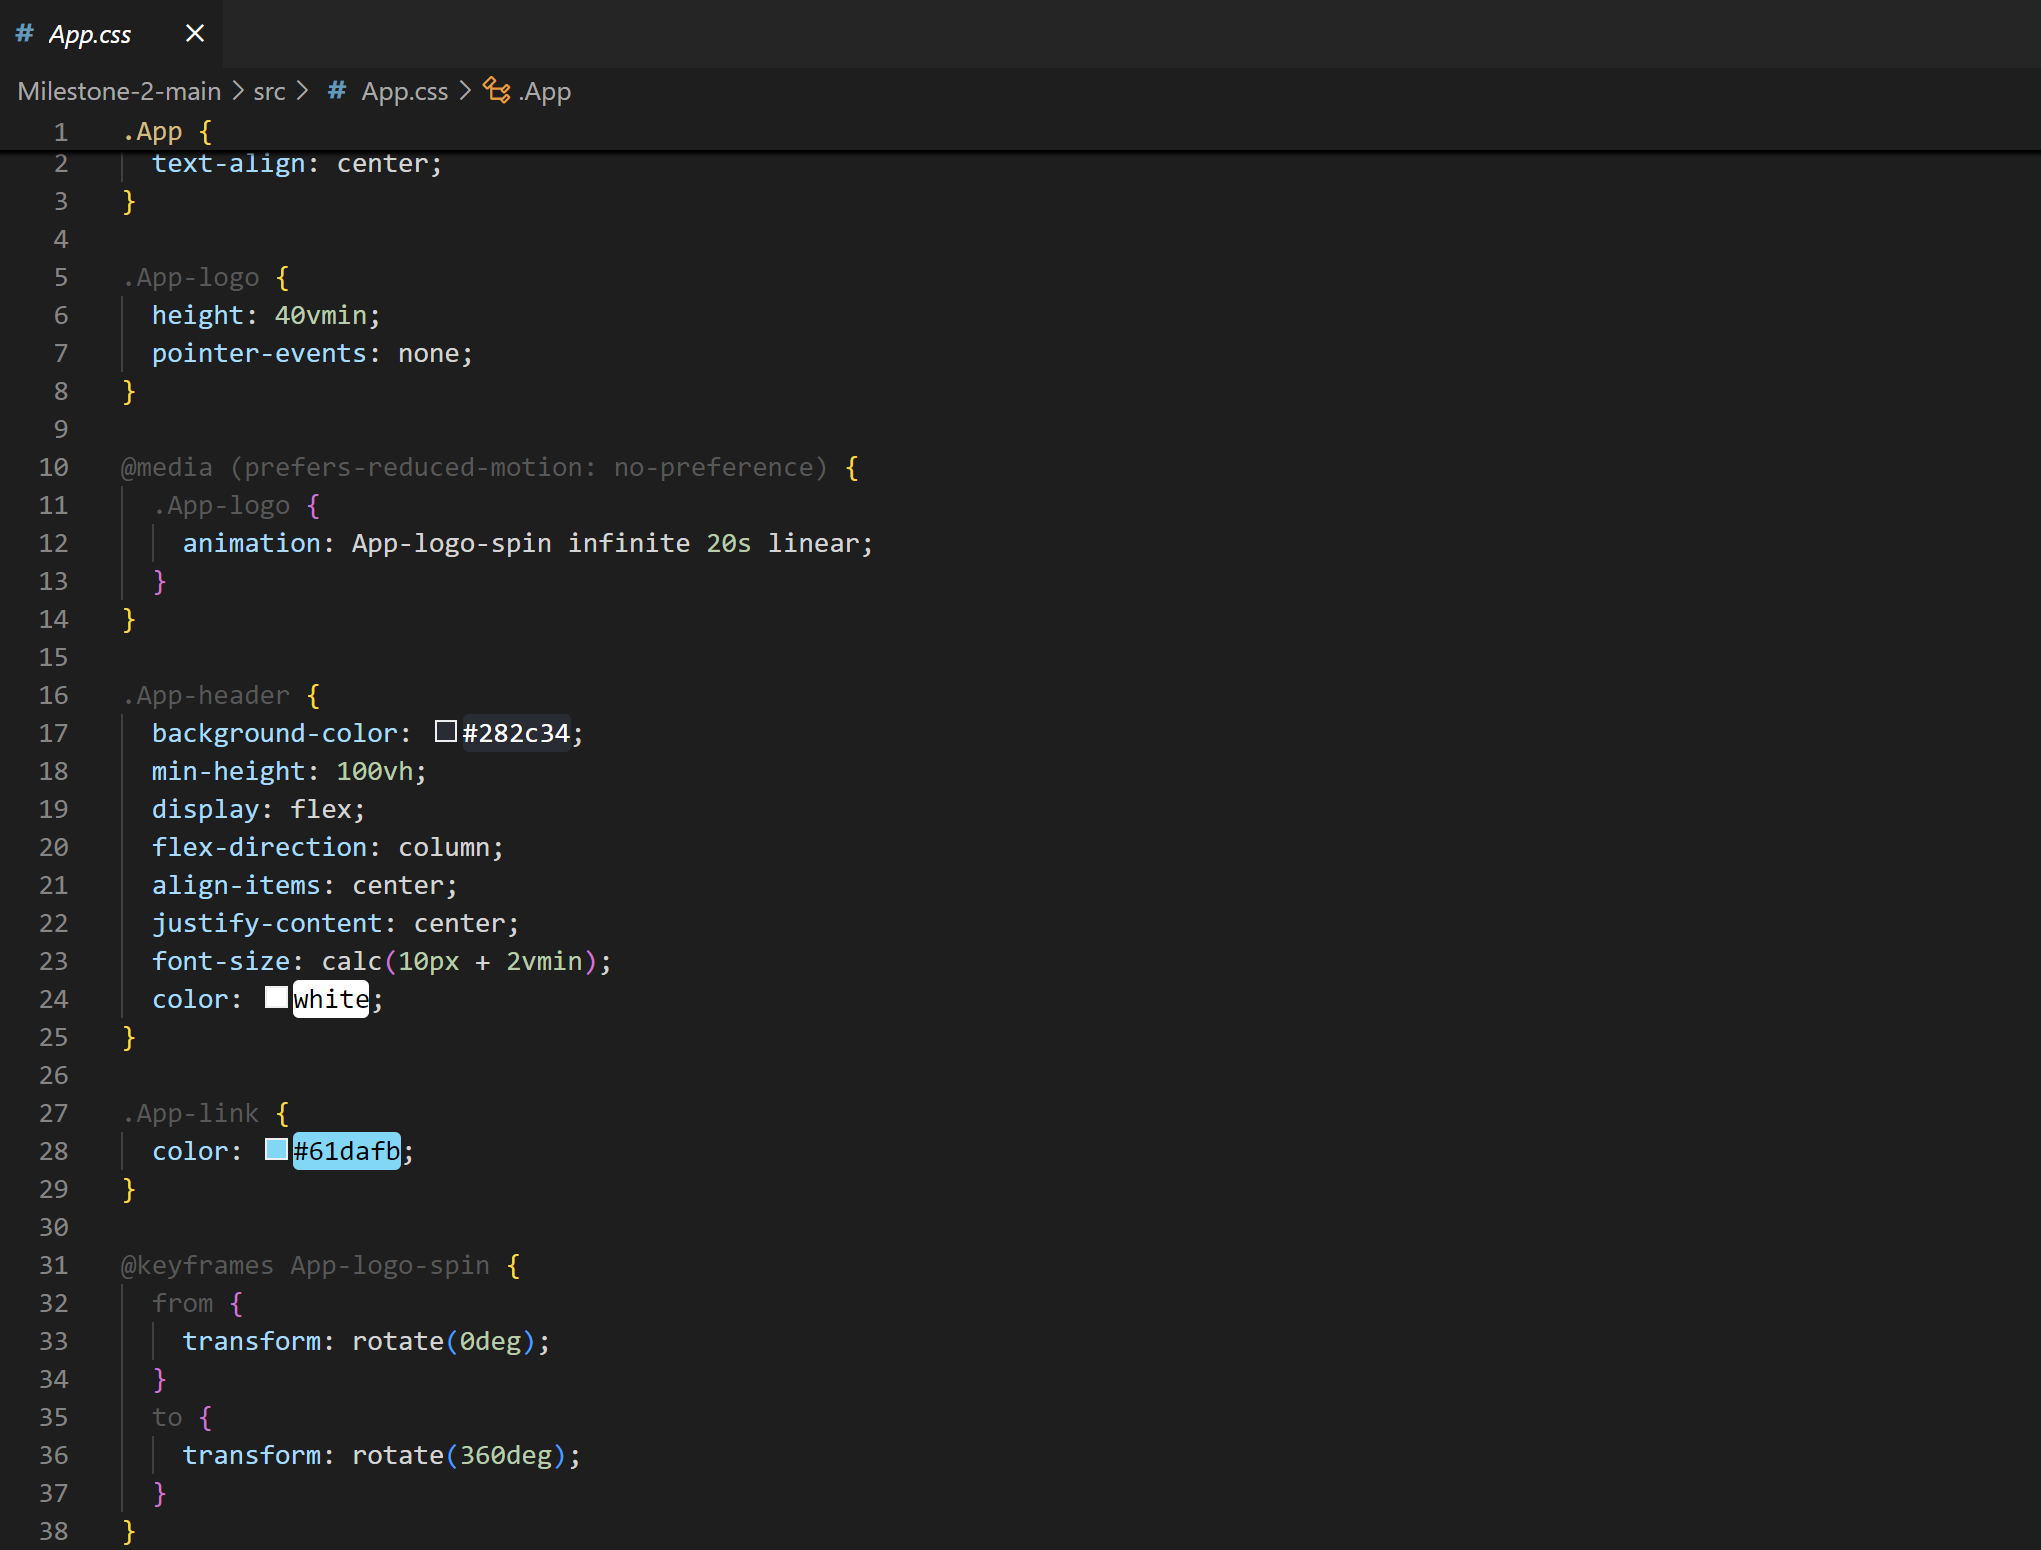 # App.css ×
Milestone-2-main > src > # App.css > .App
1 .App {
2 text-align: center;
3 }
4
5 .App-logo {
6 height: 40vmin;
7 pointer-events: none;
8 }
9
10 @media (prefers-reduced-motion: no-preference) {
11 .App-logo {
12 animation: App-logo-spin infinite 20s linear;
13 }
14 }
15
16 .App-header {
17 background-color: #282c34;
18 min-height: 100vh;
19 display: flex;
20 flex-direction: column;
21 align-items: center;
22 justify-content: center;
23 font-size: calc(10px + 2vmin);
24 color: white;
25 }
26
27 .App-link {
28 color: #61dafb;
29 }
30
31 @keyframes App-logo-spin {
32 from {
33 transform: rotate(0deg);
34 }
35 to {
36 transform: rotate(360deg);
37 }
38 }